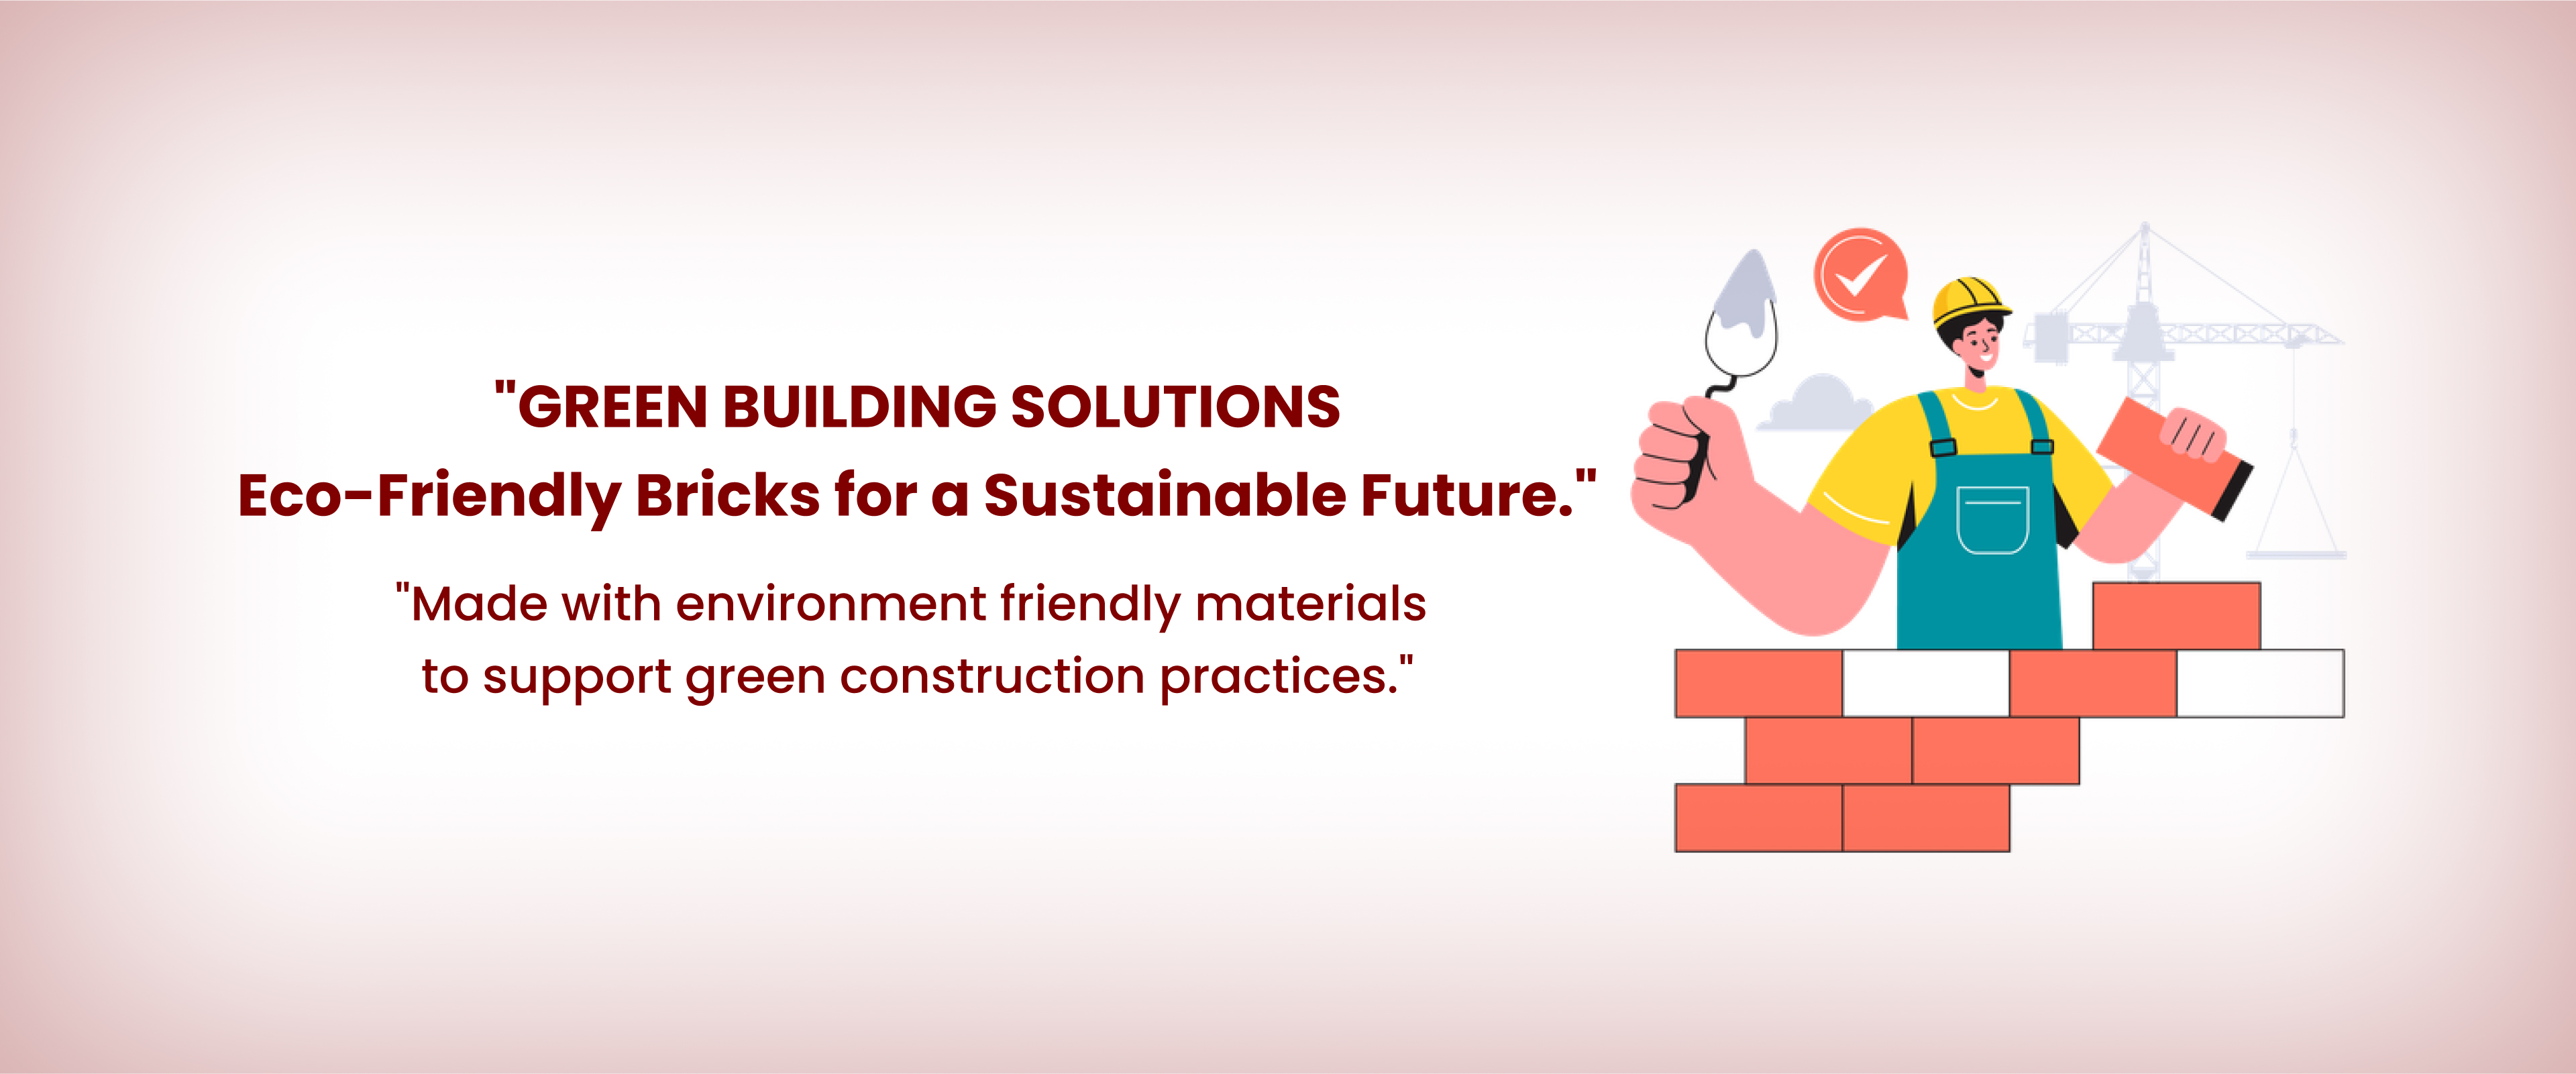 "GREEN BUILDING SOLUTIONS
Eco-Friendly Bricks for a Sustainable Future."
"Made with environment friendly materials
to support green construction practices."